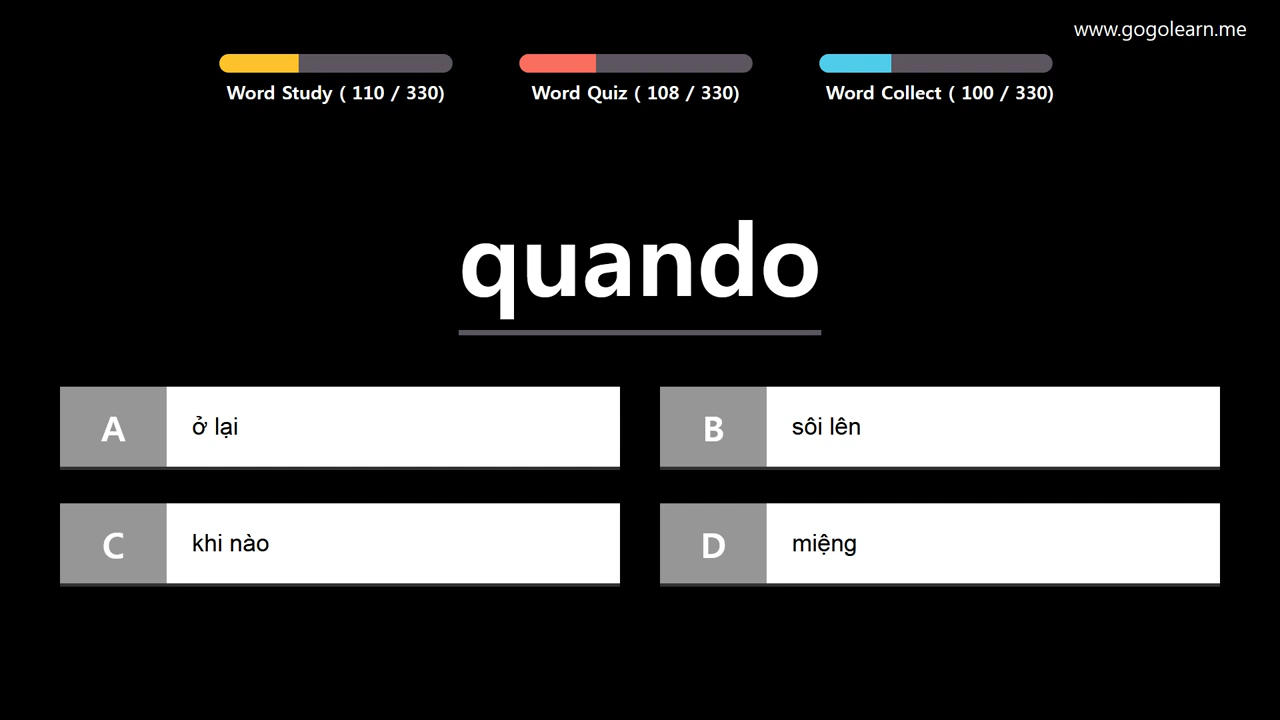 www.gogolearn.me
Word Study ( 110 / 330)
Word Quiz ( 108 / 330)
Word Collect ( 100 / 330)
quando
A
ở lại
B
sôi lên
C
khi nào
D
miệng